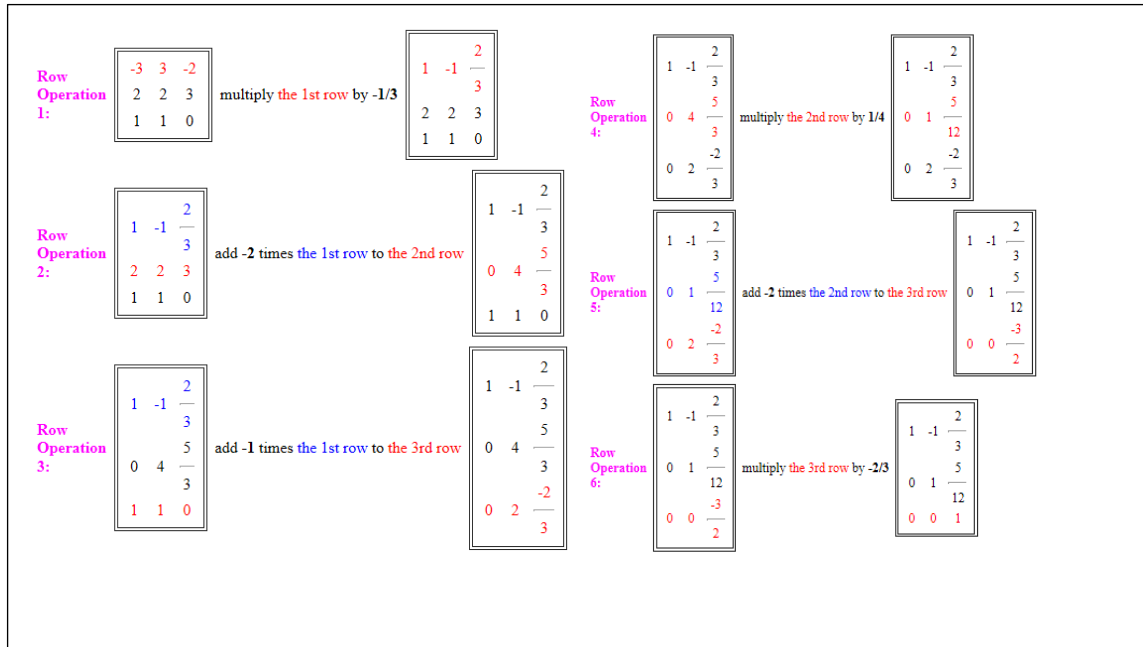 Row Operation 1:
-3 3 -2
2 2 3
1 1 0
multiply the 1st row by -1/3
1 -1 2/3
2 2 3
1 1 0
Row Operation 2:
1 -1 2/3
2 2 3
1 1 0
add -2 times the 1st row to the 2nd row
1 -1 2/3
0 4 5/3
1 1 0
Row Operation 3:
1 -1 2/3
0 4 5/3
1 1 0
add -1 times the 1st row to the 3rd row
1 -1 2/3
0 4 5/3
0 2 -2/3
Row Operation 4:
1 -1 2/3
0 4 5/3
0 2 -2/3
multiply the 2nd row by 1/4
1 -1 2/3
0 1 5/12
0 2 -2/3
Row Operation 5:
1 -1 2/3
0 1 5/12
0 2 -2/3
add -2 times the 2nd row to the 3rd row
1 -1 2/3
0 1 5/12
0 0 -3/2
Row Operation 6:
1 -1 2/3
0 1 5/12
0 0 -3/2
multiply the 3rd row by -2/3
1 -1 2/3
0 1 5/12
0 0 1